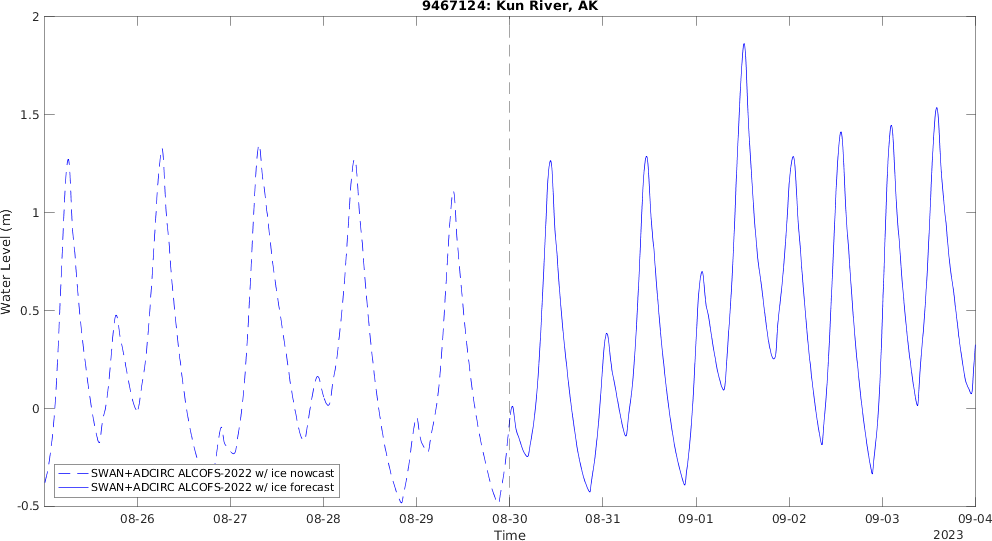 9467124: Kun River, AK
Water Level (m)
2
1.5
1
0.5
0
-0.5
SWAN+ADCIRC ALCOFS-2022 w/ ice nowcast
SWAN+ADCIRC ALCOFS-2022 w/ ice forecast
08-26 08-27 08-28 08-29 08-30 08-31 09-01 09-02 09-03 09-04
Time
2023